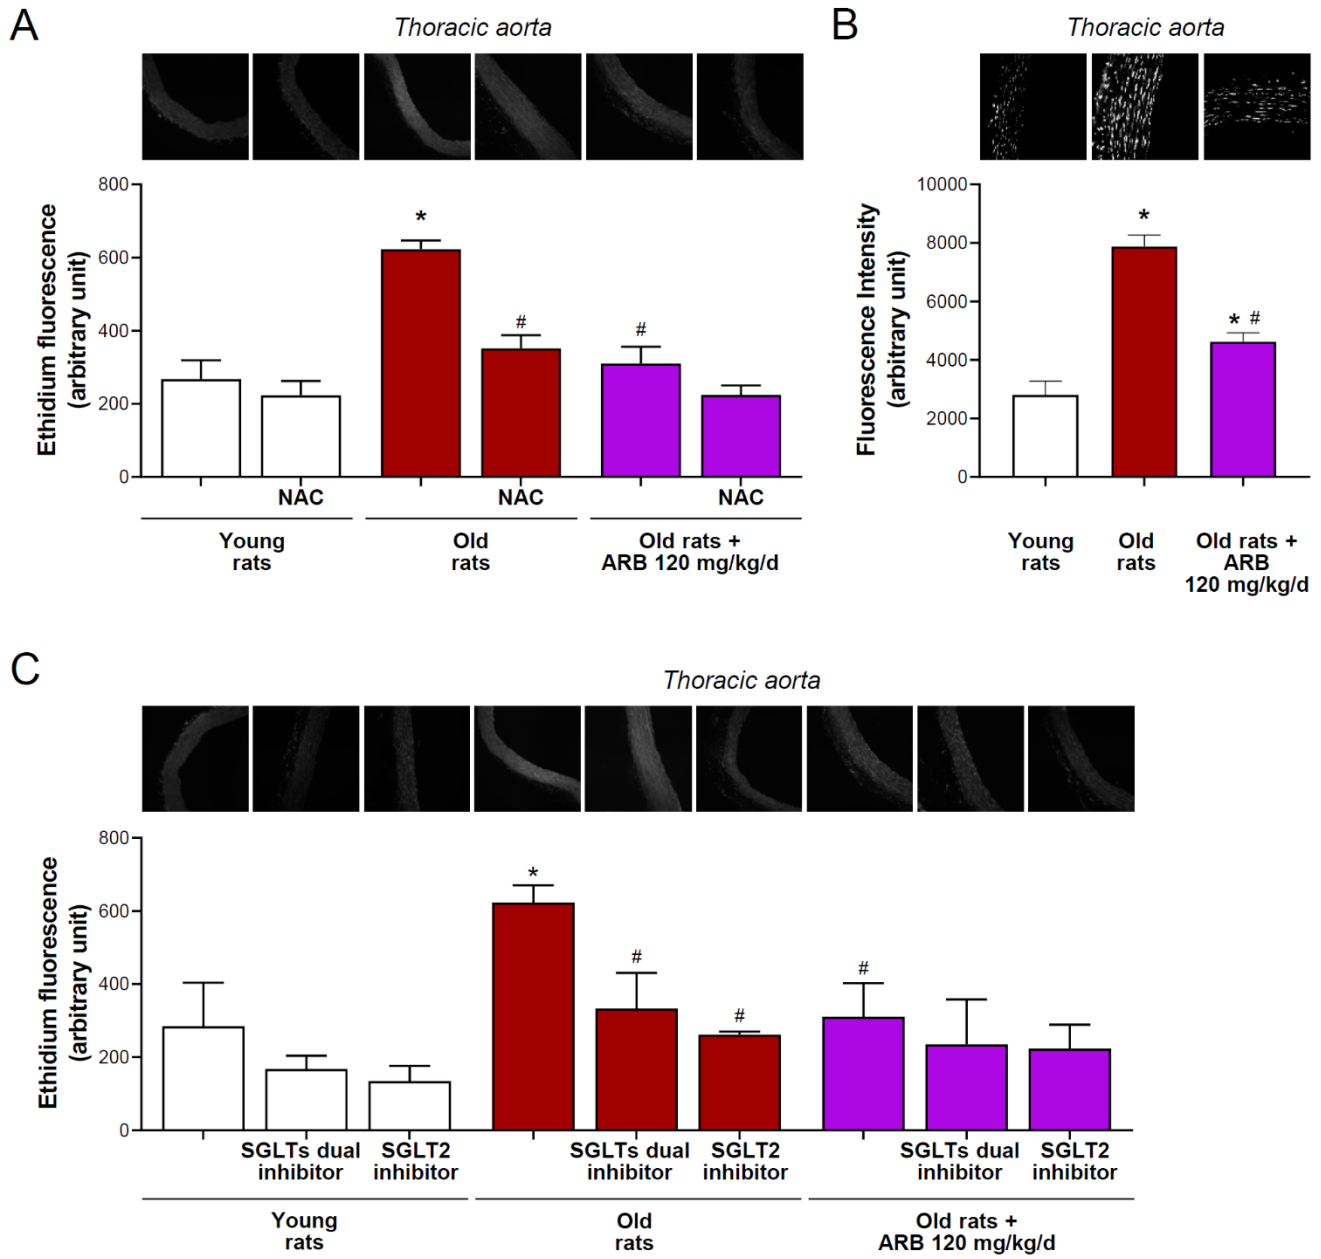 A
Thoracic aorta
Ethidium fluorescence
(arbitrary unit)
800
600
400
200
0
*
#
#
NAC
NAC
NAC
Young
rats
Old
rats
Old rats +
ARB 120 mg/kg/d
B
Thoracic aorta
Fluorescence Intensity
(arbitrary unit)
10000
8000
6000
4000
2000
0
*
* #
Young
rats
Old
rats
Old rats +
ARB
120 mg/kg/d
C
Thoracic aorta
Ethidium fluorescence
(arbitrary unit)
800
600
400
200
0
*
#
#
#
SGLTs dual
inhibitor
SGLT2
inhibitor
SGLTs dual
inhibitor
SGLT2
inhibitor
SGLTs dual
inhibitor
SGLT2
inhibitor
Young
rats
Old
rats
Old rats +
ARB 120 mg/kg/d